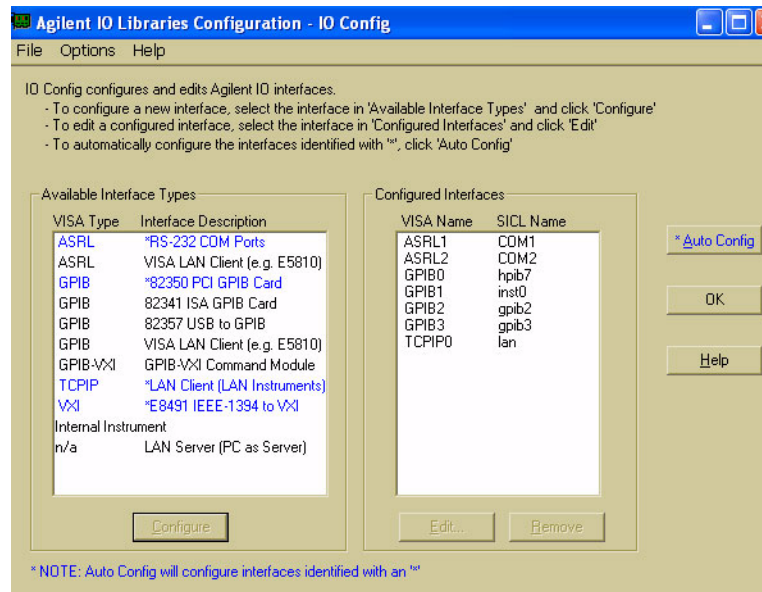 Agilent IO Libraries Configuration - IO Config
File Options Help
IO Config configures and edits Agilent IO interfaces.
- To configure a new interface, select the interface in 'Available Interface Types' and click 'Configure'
- To edit a configured interface, select the interface in 'Configured Interfaces' and click 'Edit'
- To automatically configure the interfaces identified with '*', click 'Auto Config'
Available Interface Types
VISA Type Interface Description
ASRL *RS-232 COM Ports
ASRL VISA LAN Client (e.g. E5810)
GPIB *82350 PCI GPIB Card
GPIB 82341 ISA GPIB Card
GPIB 82357 USB to GPIB
GPIB VISA LAN Client (e.g. E5810)
GPIB-VXI GPIB-VXI Command Module
TCPIP *LAN Client (LAN Instruments)
VXI *E8491 IEEE-1394 to VXI
Internal Instrument
n/a LAN Server (PC as Server)
Configure
Configured Interfaces
VISA Name SICL Name
ASRL1 COM1
ASRL2 COM2
GPIB0 hpib7
GPIB1 inst0
GPIB2 gpib2
GPIB3 gpib3
TCPIP0 lan
Edit... Remove
* Auto Config
OK
Help
* NOTE: Auto Config will configure interfaces identified with an '*'